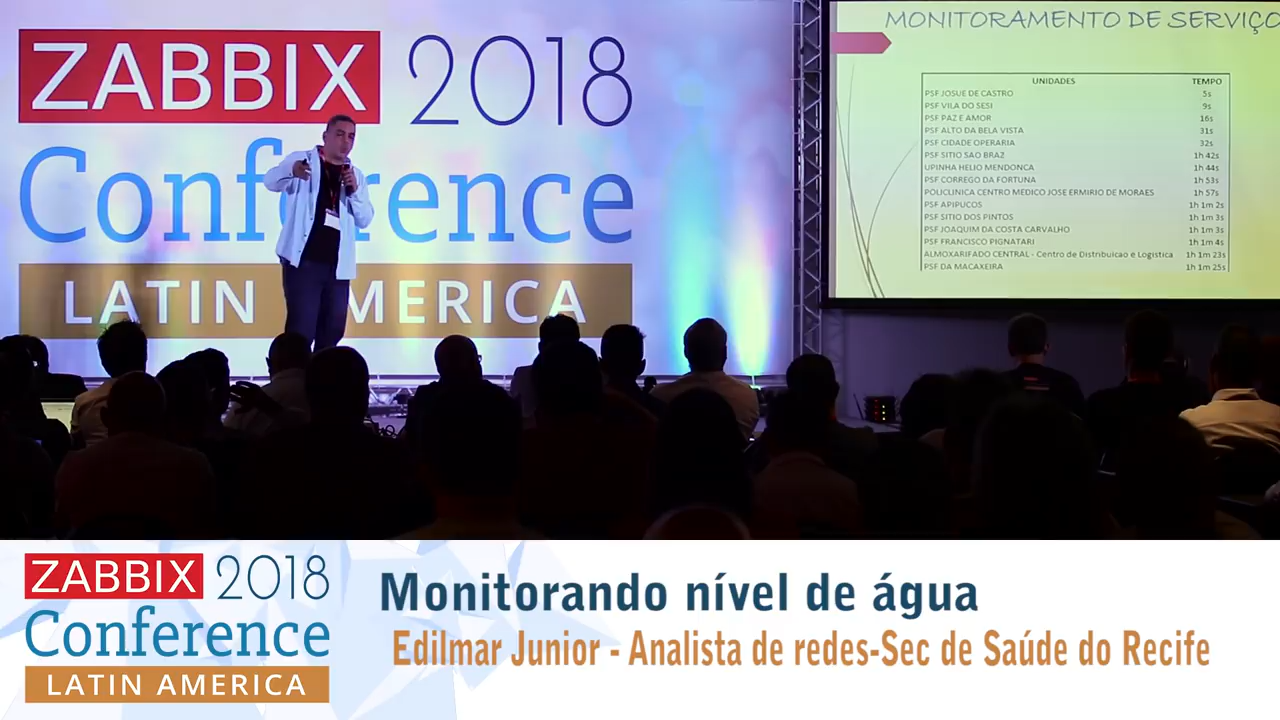 ZABBIX 2018
Conference
LATIN AMERICA
MONITORAMENTO DE SERVIÇO
UNIDADES TEMPO
PSF JOSUE DE CASTRO 5s
PSF VILA DO SESI 9s
PSF PAZ E AMOR 16s
PSF ALTO DA BELA VISTA 31s
PSF CIDADE OPERARIA 32s
PSF SITIO SAO BRAZ 1h 42s
UPINHA HELIO MENDONCA 1h 44s
PSF CORREGO DA FORTUNA 1h 53s
POLICLINICA CENTRO MEDICO JOSE ERMIRIO DE MORAES 1h 57s
PSF APIPUCOS 1h 1m 2s
PSF SITIO DOS PINTOS 1h 1m 3s
PSF JOAQUIM DA COSTA CARVALHO 1h 1m 3s
PSF FRANCISCO PIGNATARI 1h 1m 4s
ALMOXARIFADO CENTRAL - Centro de Distribuicao e Logistica 1h 1m 23s
PSF DA MACAXEIRA 1h 1m 25s
ZABBIX 2018
Conference
LATIN AMERICA
Monitorando nível de água
Edilmar Junior - Analista de redes-Sec de Saúde do Recife